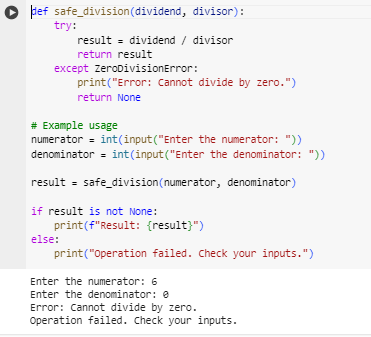 def safe_division(dividend, divisor):
    try:
        result = dividend / divisor
        return result
    except ZeroDivisionError:
        print("Error: Cannot divide by zero.")
        return None

# Example usage
numerator = int(input("Enter the numerator: "))
denominator = int(input("Enter the denominator: "))

result = safe_division(numerator, denominator)

if result is not None:
    print(f"Result: {result}")
else:
    print("Operation failed. Check your inputs.")

Enter the numerator: 6
Enter the denominator: 0
Error: Cannot divide by zero.
Operation failed. Check your inputs.